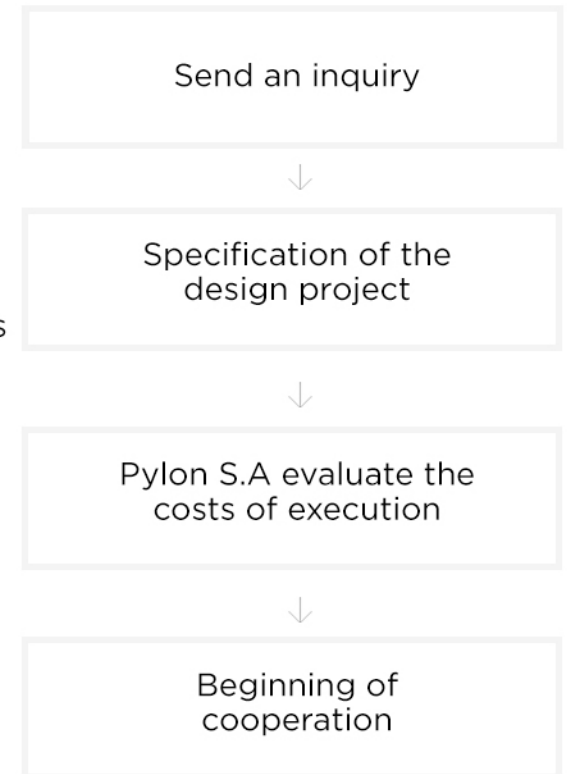 Send an inquiry
Specification of the
design project
s
Pylon S.A evaluate the
costs of execution
Beginning of
cooperation